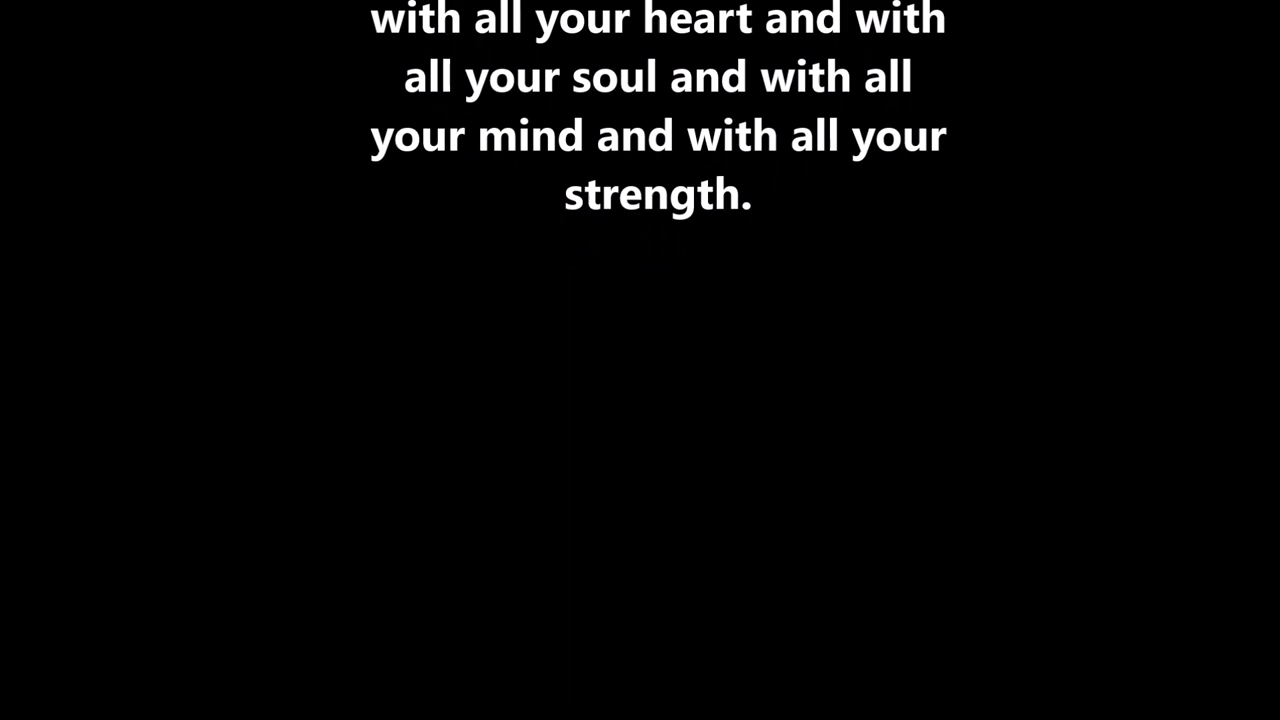 with all your heart and with
all your soul and with all
your mind and with all your
strength.